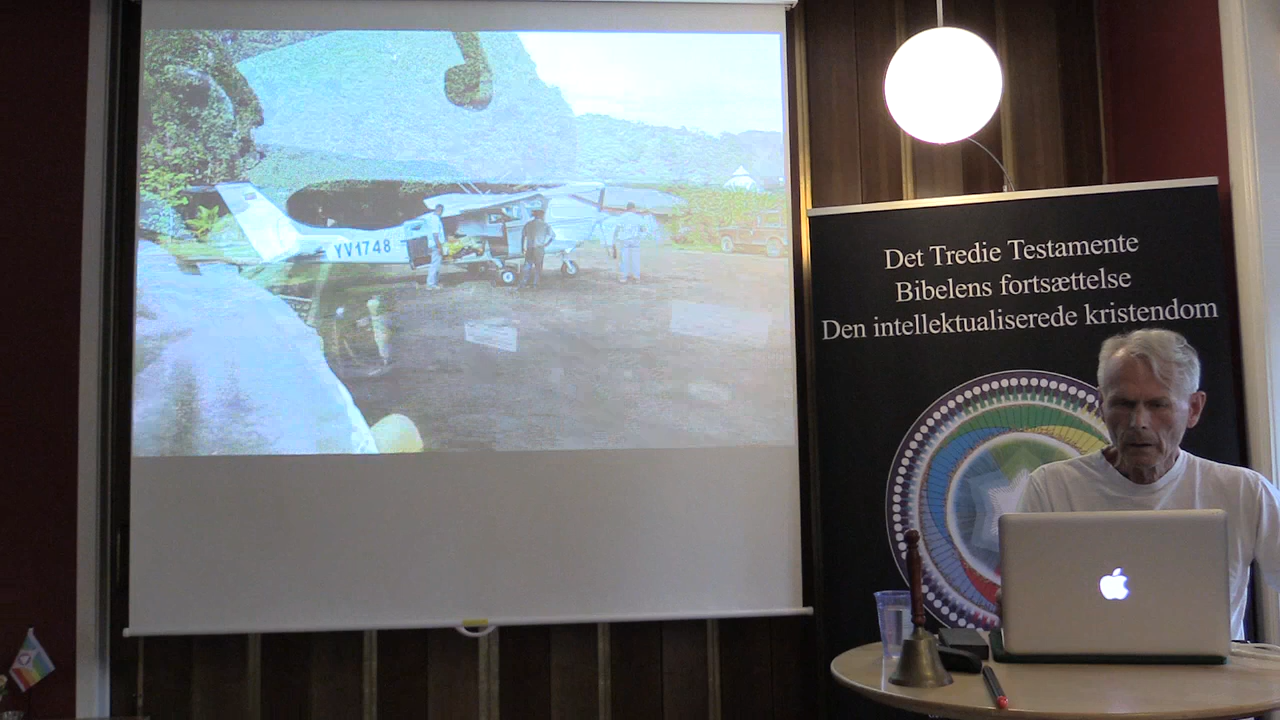 YV1748
Det Tredie Testamente
Bibelens fortsættelse
Den intellektualiserede kristendom